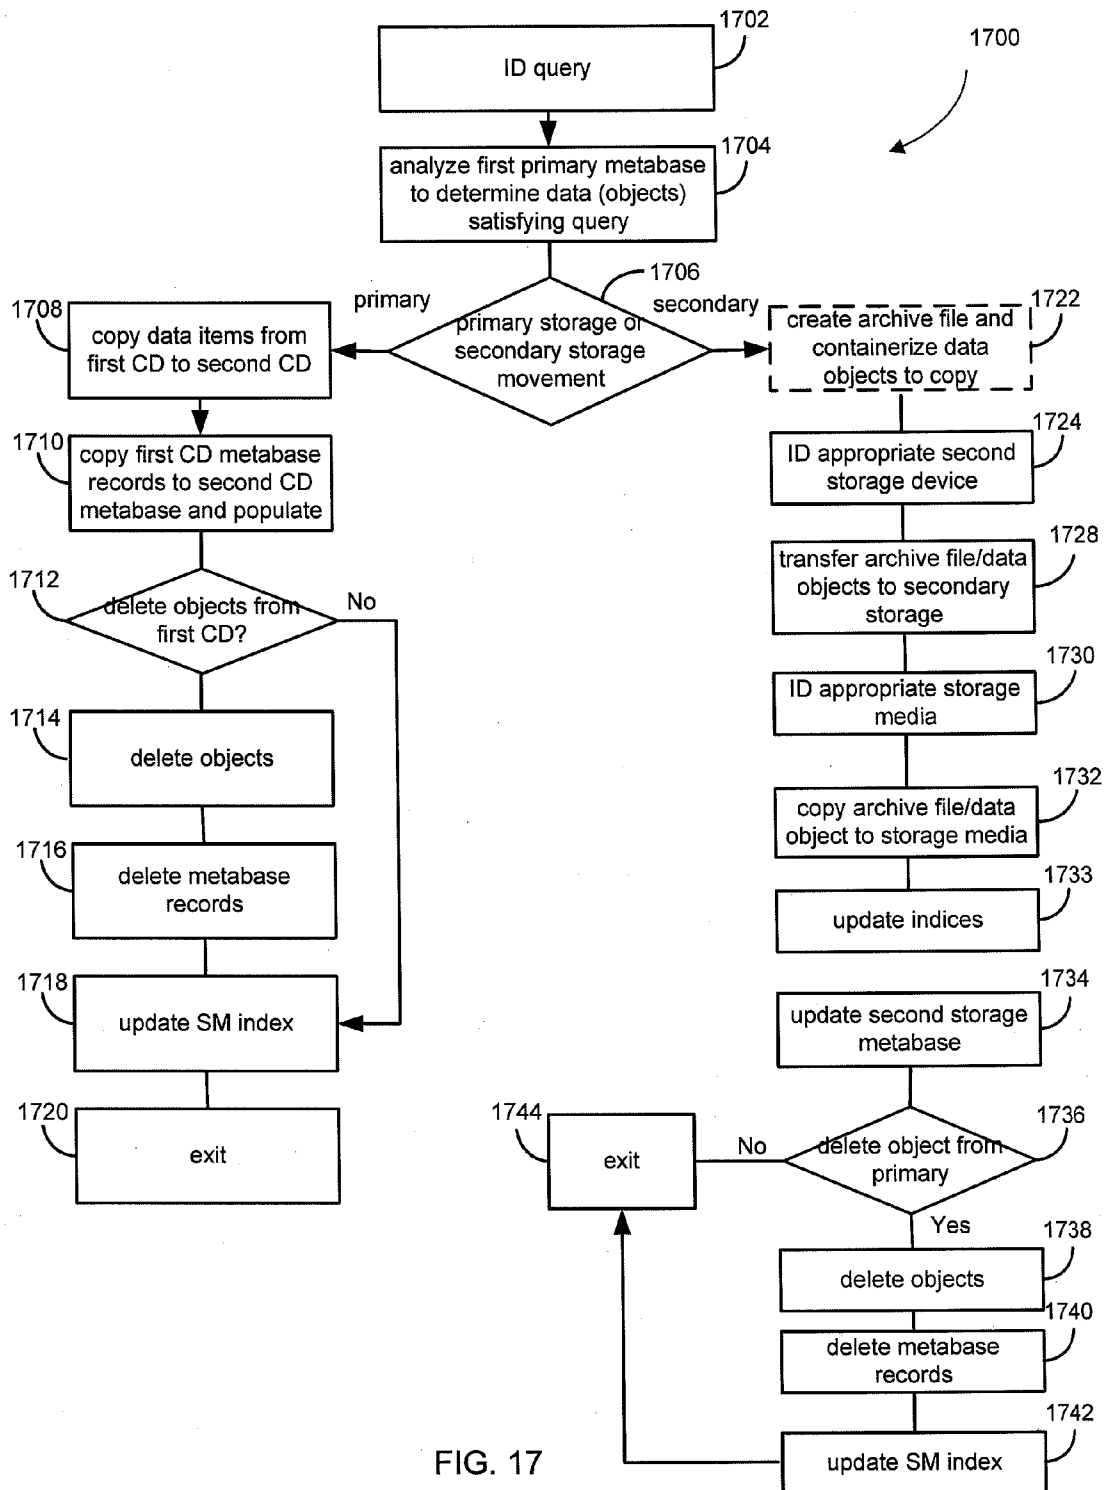 1702
1700
ID query
1704
analyze first primary metabase
to determine data (objects)
satisfying query
1706
primary
secondary
primary storage or
secondary storage
movement
1708
copy data items from
first CD to second CD
1710
copy first CD metabase
records to second CD
metabase and populate
1712
delete objects from
first CD?
No
1714
delete objects
1716
delete metabase
records
1718
update SM index
1720
exit
1722
create archive file and
containerize data
objects to copy
1724
ID appropriate second
storage device
1728
transfer archive file/data
objects to secondary
storage
1730
ID appropriate storage
media
1732
copy archive file/data
object to storage media
1733
update indices
1734
update second storage
metabase
1736
delete object from
primary
No
1744
exit
Yes
1738
delete objects
1740
delete metabase
records
1742
update SM index
FIG. 17